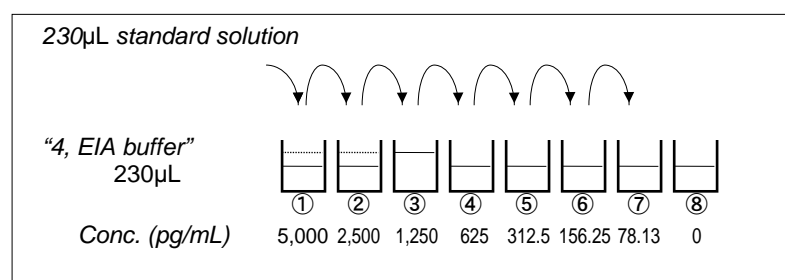 230µL standard solution
“4, EIA buffer”
230µL
① ② ③ ④ ⑤ ⑥ ⑦ ⑧
Conc. (pg/mL) 5,000 2,500 1,250 625 312.5 156.25 78.13 0